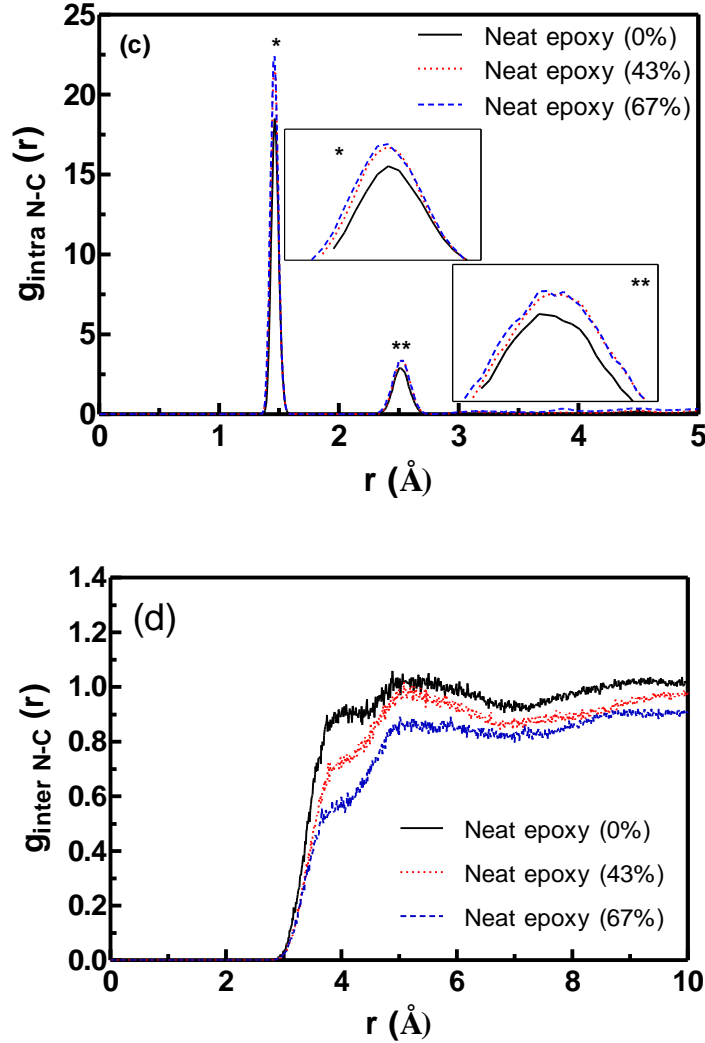 (c)
*
**
*
**
Neat epoxy (0%)
Neat epoxy (43%)
Neat epoxy (67%)
25
20
15
10
5
0
0
1
2
3
4
5
g intra N-C (r)
r (Å)
(d)
1.4
1.2
1.0
0.8
0.6
0.4
0.2
0.0
0
2
4
6
8
10
Neat epoxy (0%)
Neat epoxy (43%)
Neat epoxy (67%)
g inter N-C (r)
r (Å)